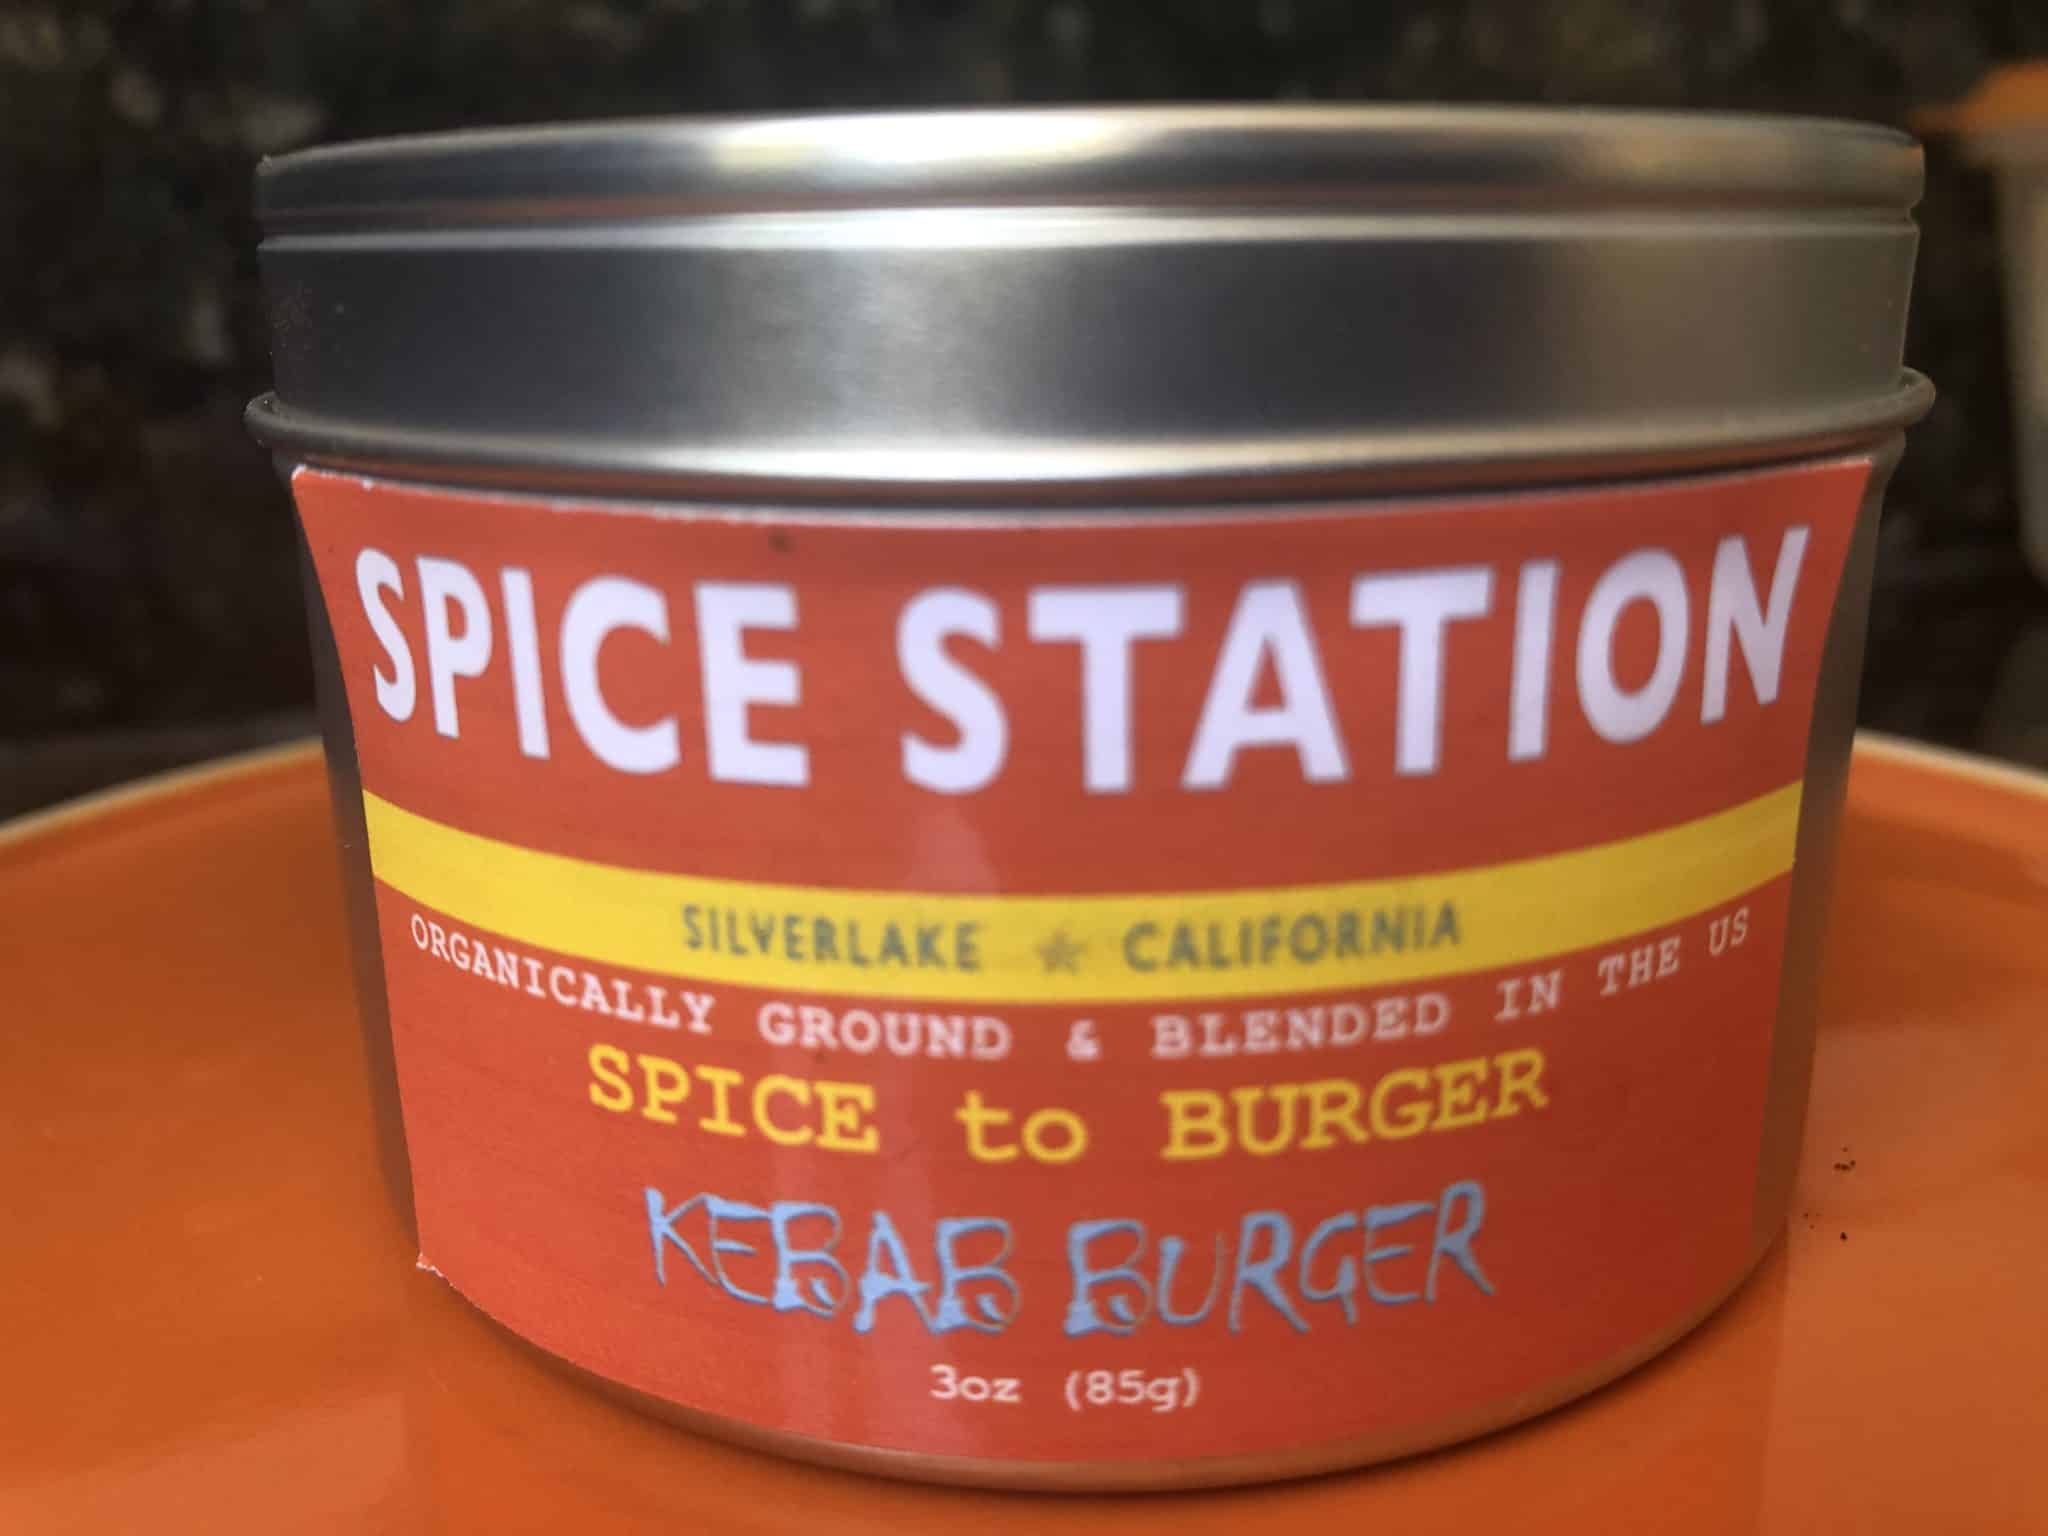 SPICE STATION
SILVERLAKE ★ CALIFORNIA
ORGANICALLY GROUND & BLENDED IN THE US
SPICE to BURGER
KEBAB BURGER
3oz (85g)